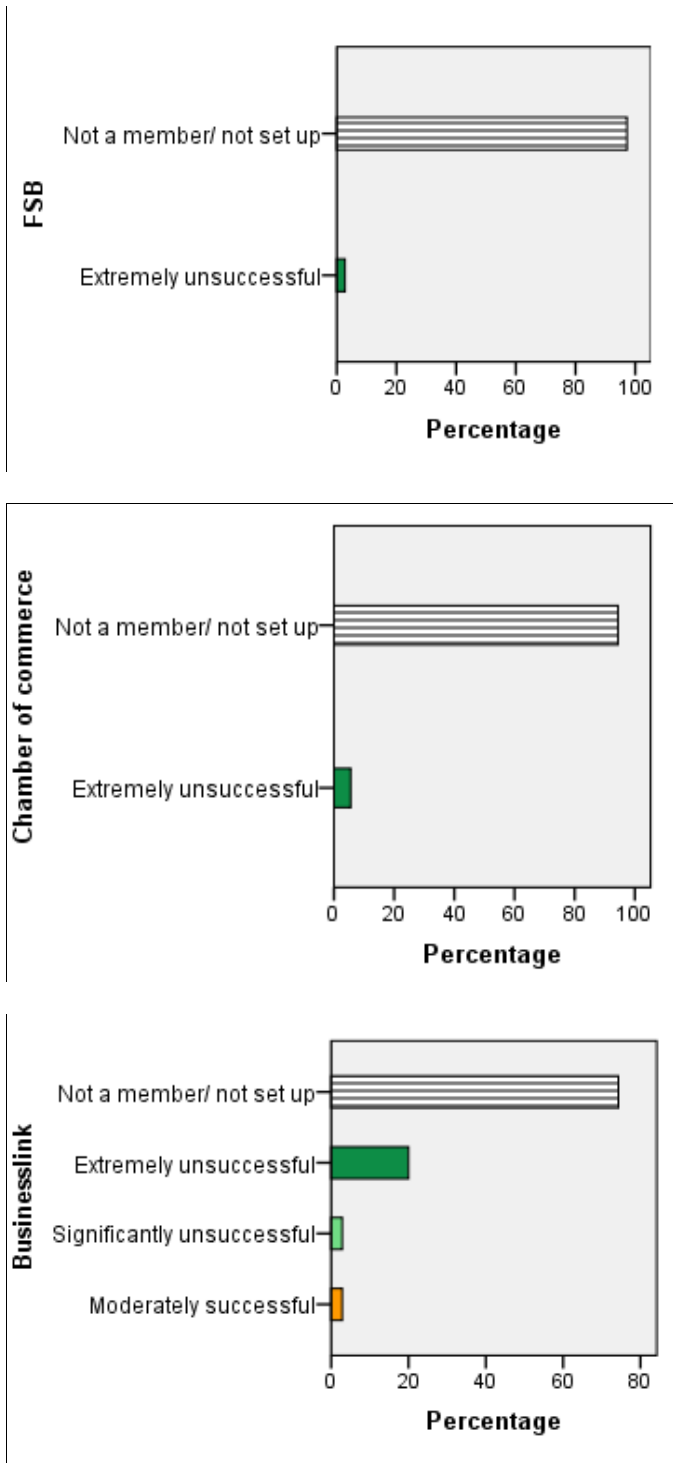 FSB
Not a member/ not set up
Extremely unsuccessful
0 20 40 60 80 100
Percentage
Chamber of commerce
Not a member/ not set up
Extremely unsuccessful
0 20 40 60 80 100
Percentage
Businesslink
Not a member/ not set up
Extremely unsuccessful
Significantly unsuccessful
Moderately successful
0 20 40 60 80
Percentage